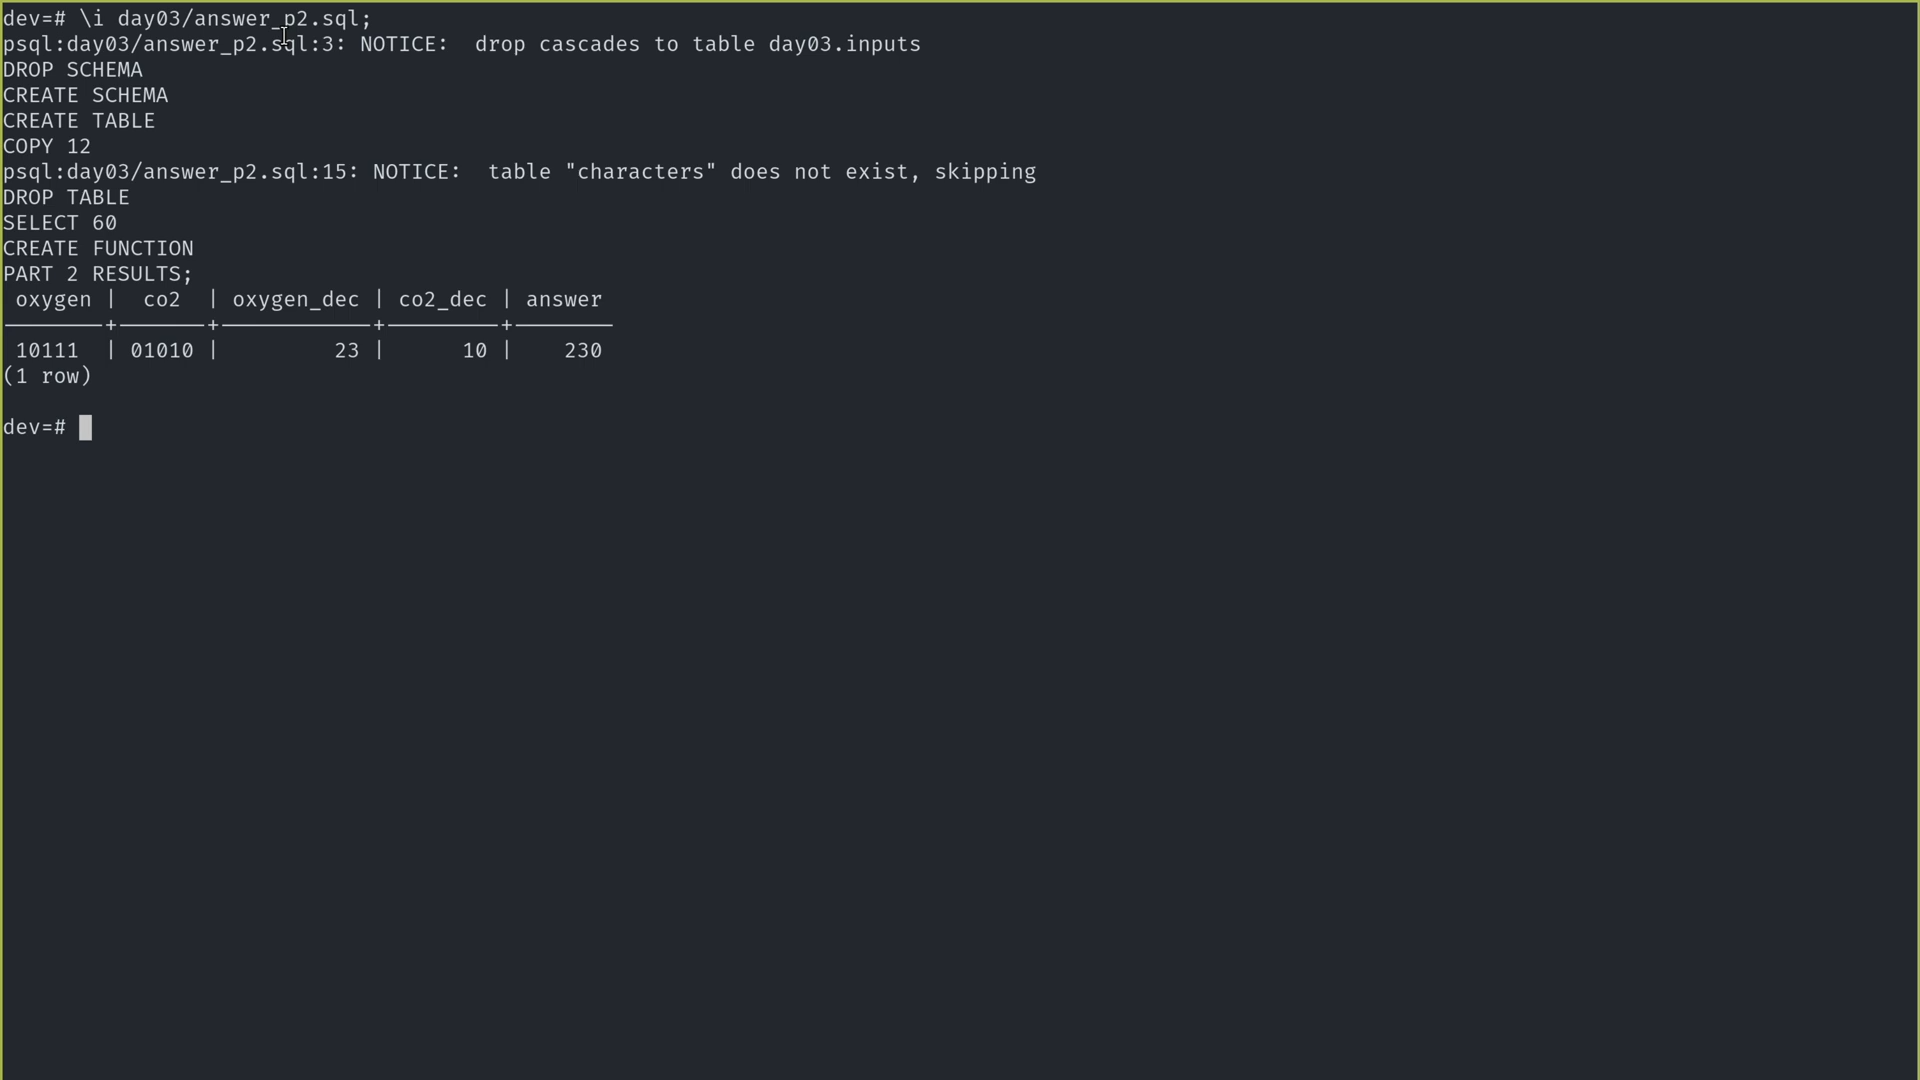 dev=# \i day03/answer_p2.sql;
psql:day03/answer_p2.sql:3: NOTICE:  drop cascades to table day03.inputs
DROP SCHEMA
CREATE SCHEMA
CREATE TABLE
COPY 12
psql:day03/answer_p2.sql:15: NOTICE:  table "characters" does not exist, skipping
DROP TABLE
SELECT 60
CREATE FUNCTION
PART 2 RESULTS;
 oxygen |  co2  | oxygen_dec | co2_dec | answer
--------+-------+------------+---------+--------
 10111  | 01010 |         23 |      10 |    230
(1 row)
dev=#